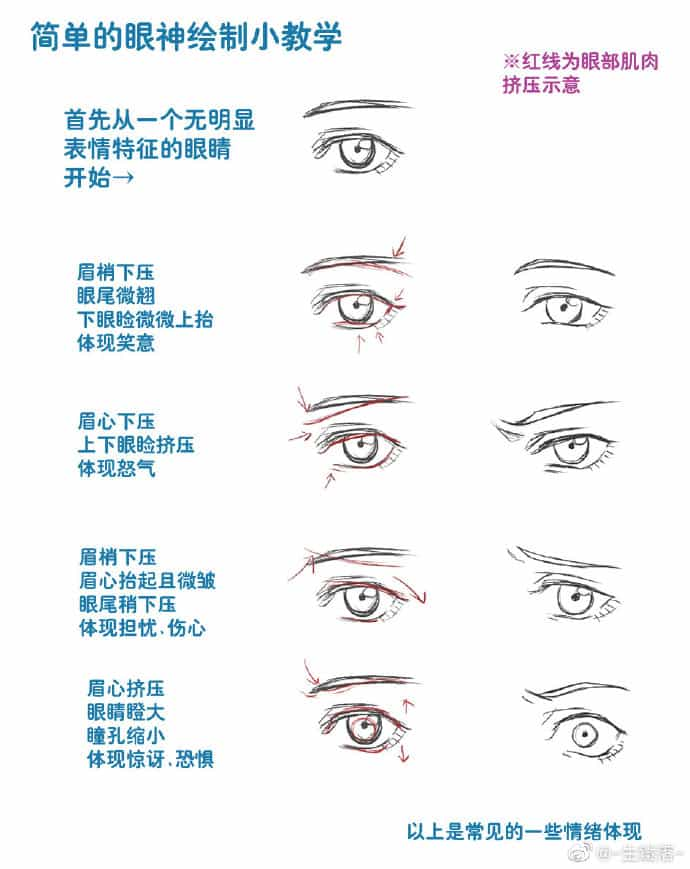 简单的眼神绘制小教学
※红线为眼部肌肉
挤压示意
首先从一个无明显
表情特征的眼睛
开始→
眉梢下压
眼尾微翘
下眼睑微微上抬
体现笑意
眉心下压
上下眼睑挤压
体现怒气
眉梢下压
眉心抬起且微皱
眼尾稍下压
体现担忧.伤心
眉心挤压
眼睛瞪大
瞳孔缩小
体现惊讶.恐惧
以上是常见的一些情绪体现